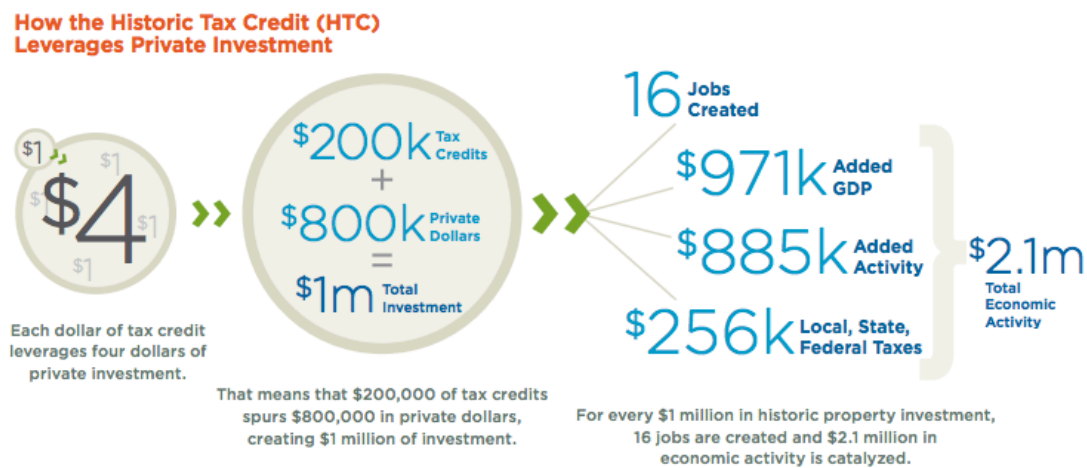 How the Historic Tax Credit (HTC)
Leverages Private Investment
$1
$1
$1
$4
$1
$1
Each dollar of tax credit
leverages four dollars of
private investment.
$200k Tax Credits
+
$800k Private Dollars
=
$1m Total Investment
That means that $200,000 of tax credits
spurs $800,000 in private dollars,
creating $1 million of investment.
16 Jobs Created
$971k Added GDP
$885k Added Activity
$256k Local, State, Federal Taxes
$2.1m
Total
Economic
Activity
For every $1 million in historic property investment,
16 jobs are created and $2.1 million in
economic activity is catalyzed.